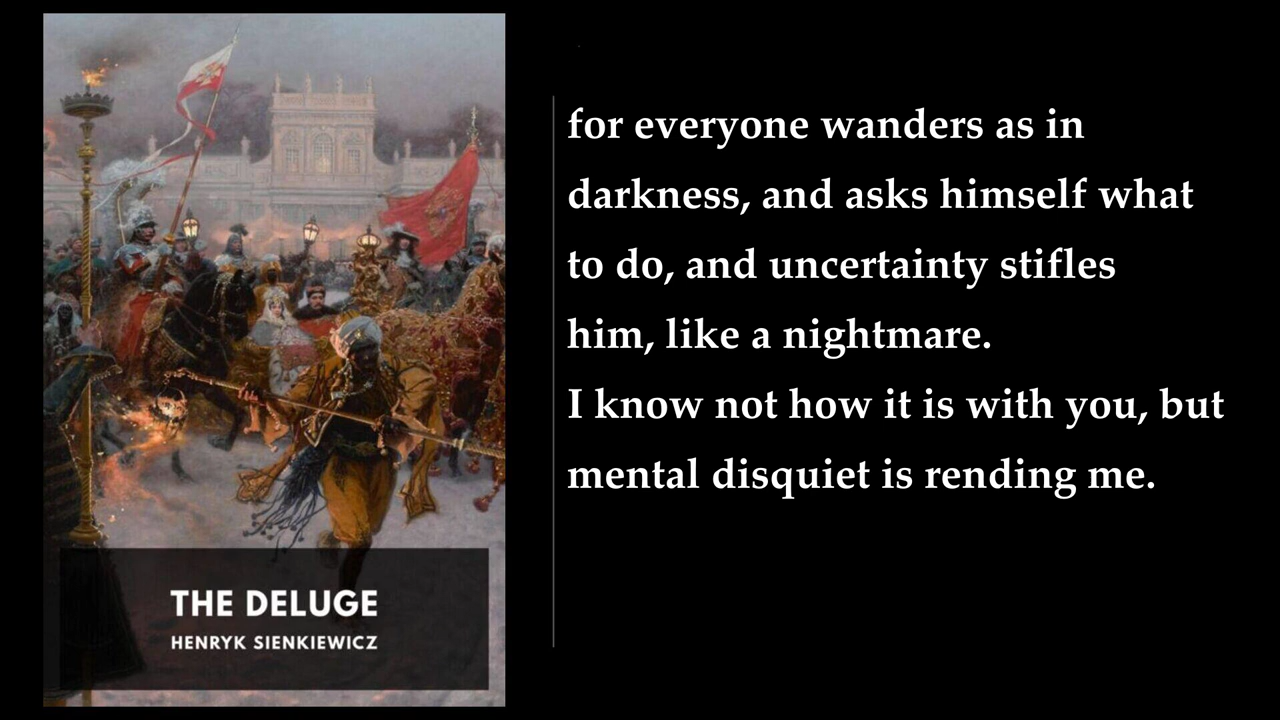 for everyone wanders as in
darkness, and asks himself what
to do, and uncertainty stifles
him, like a nightmare.
I know not how it is with you, but
mental disquiet is rending me.
THE DELUGE
HENRYK SIENKIEWICZ